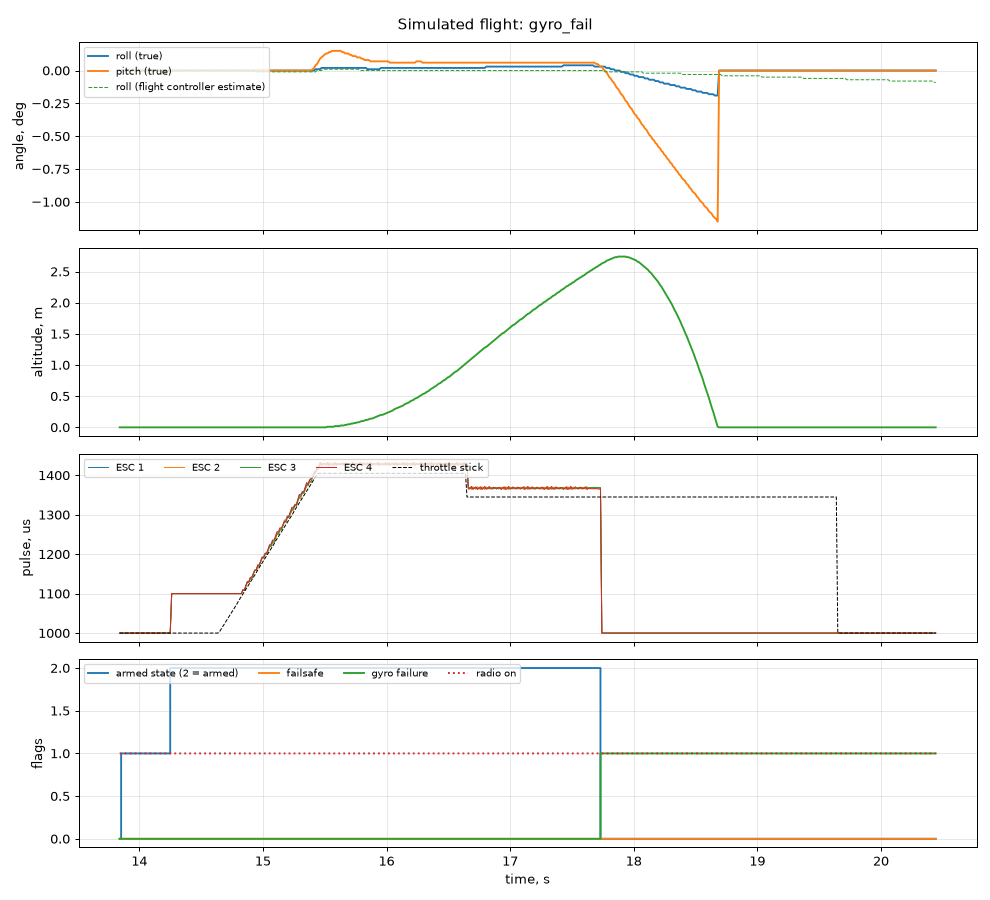 Simulated flight: gyro_fail
roll (true)
pitch (true)
roll (flight controller estimate)
angle, deg
0.00
−0.25
−0.50
−0.75
−1.00
altitude, m
2.5
2.0
1.5
1.0
0.5
0.0
ESC 1 ESC 2 ESC 3 ESC 4 throttle stick
pulse, us
1400
1300
1200
1100
1000
armed state (2 = armed) failsafe gyro failure radio on
flags
2.0
1.5
1.0
0.5
0.0
14 15 16 17 18 19 20
time, s